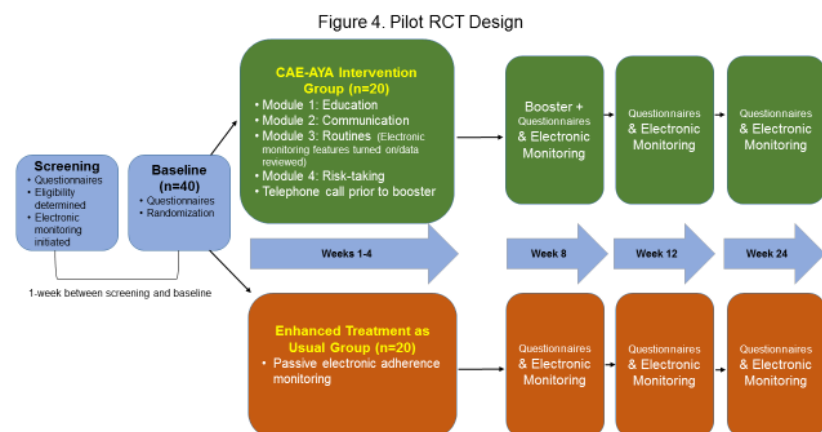 Figure 4. Pilot RCT Design
Screening
• Questionnaires
• Eligibility
determined
• Electronic
monitoring
initiated
Baseline
(n=40)
• Questionnaires
• Randomization
1-week between screening and baseline
CAE-AYA Intervention
Group (n=20)
• Module 1: Education
• Module 2: Communication
• Module 3: Routines (Electronic
monitoring features turned on/data
reviewed)
• Module 4: Risk-taking
• Telephone call prior to booster
Booster +
Questionnaires
& Electronic
Monitoring
Questionnaires
& Electronic
Monitoring
Questionnaires
& Electronic
Monitoring
Weeks 1-4
Week 8
Week 12
Week 24
Enhanced Treatment as
Usual Group (n=20)
• Passive electronic adherence
monitoring
Questionnaires
& Electronic
Monitoring
Questionnaires
& Electronic
Monitoring
Questionnaires
& Electronic
Monitoring